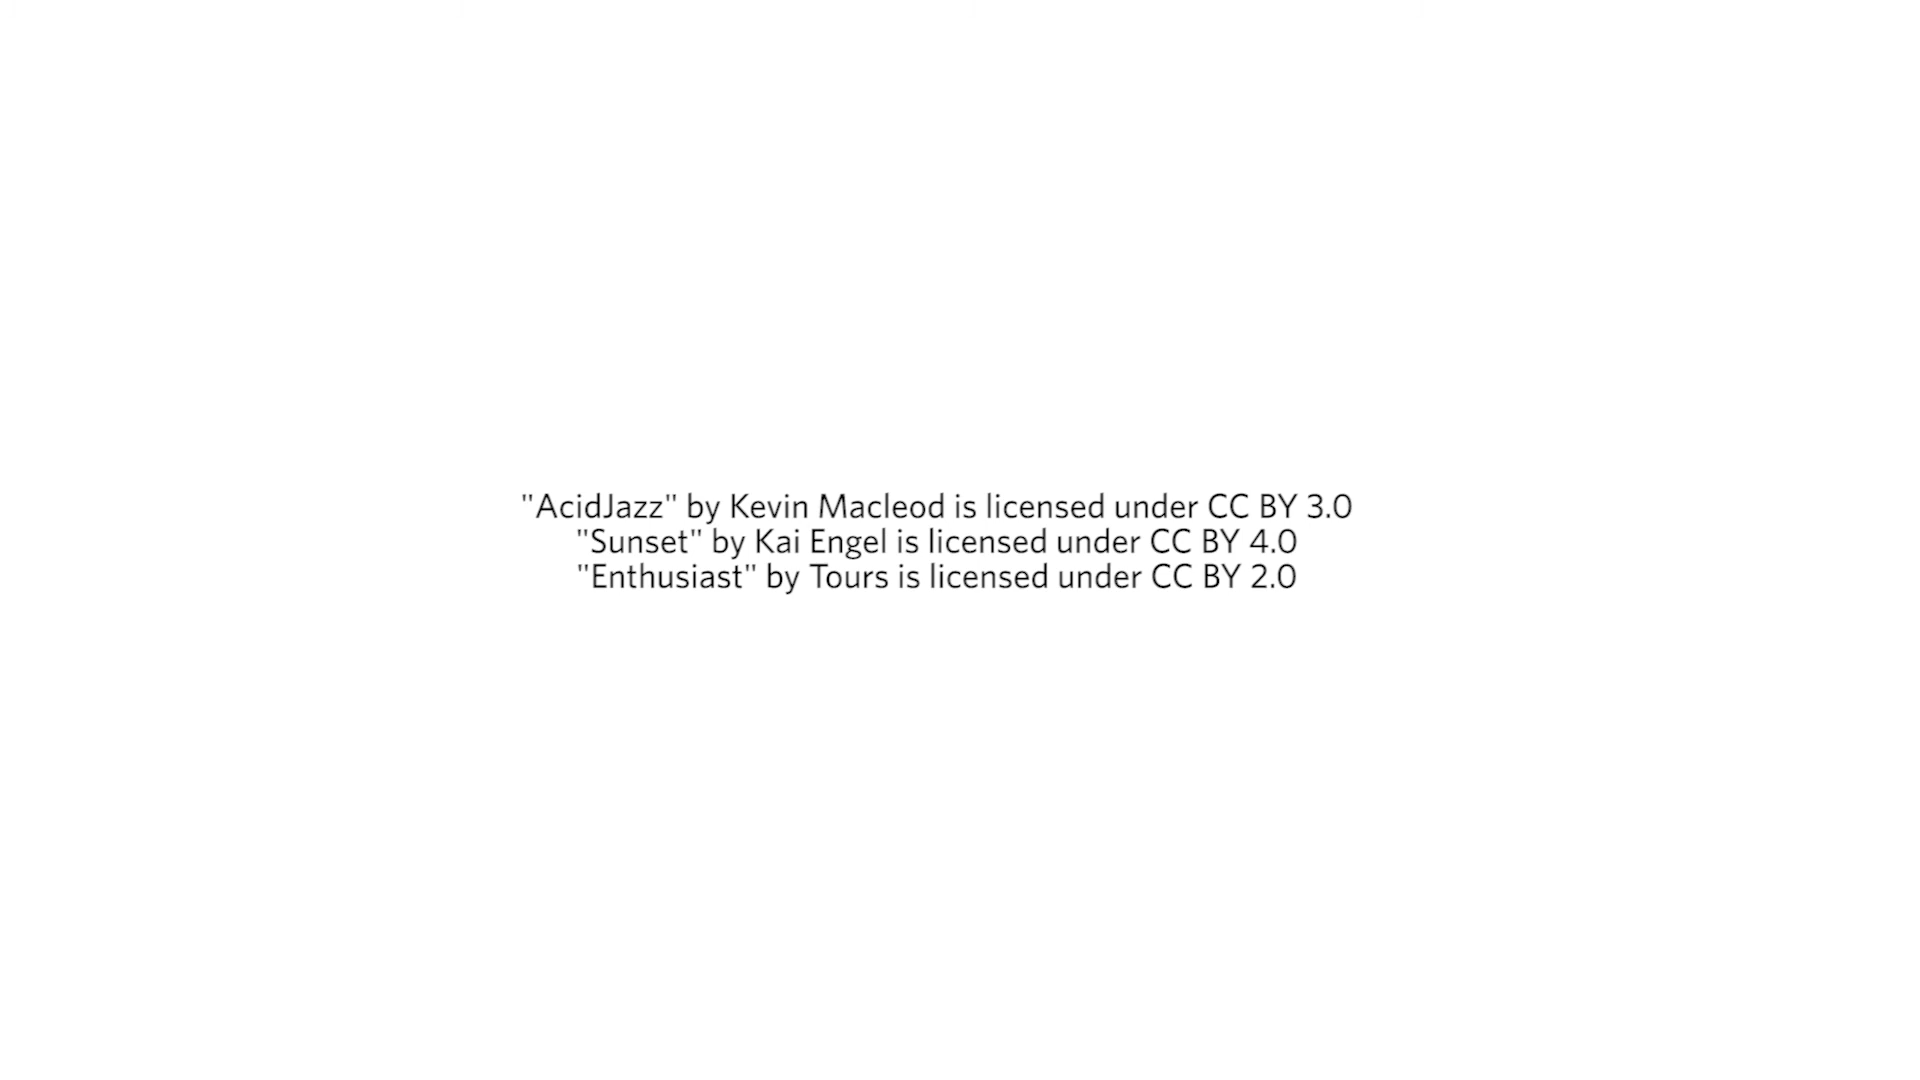 "AcidJazz" by Kevin Macleod is licensed under CC BY 3.0
"Sunset" by Kai Engel is licensed under CC BY 4.0
"Enthusiast" by Tours is licensed under CC BY 2.0